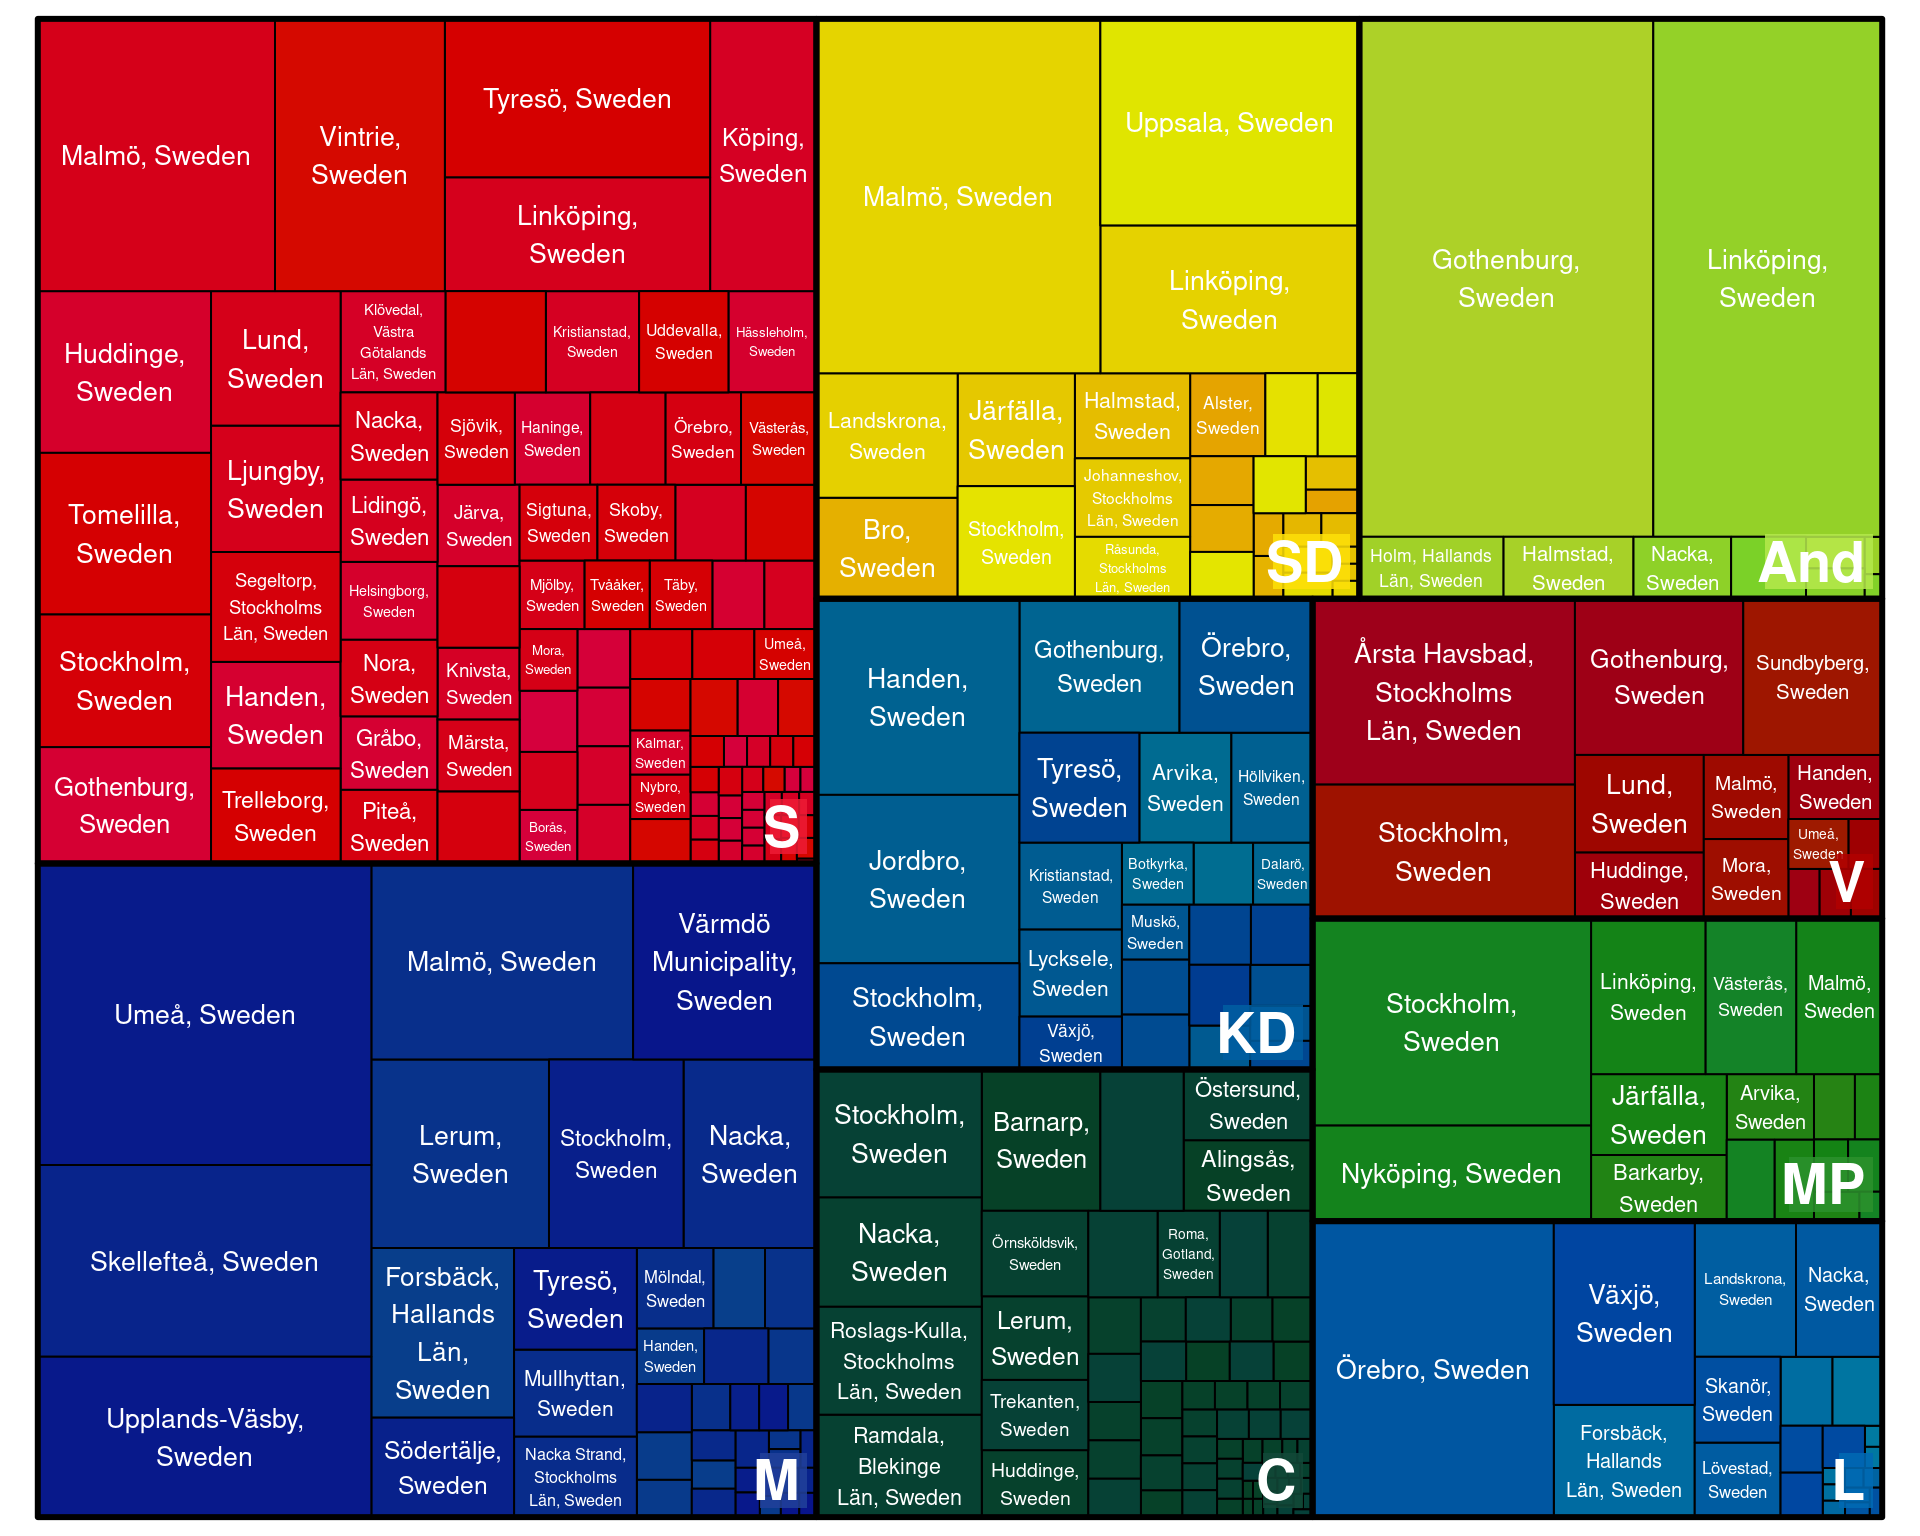 Malmö, Sweden
Vintrie,
Sweden
Tyresö, Sweden
Linköping,
Sweden
Köping,
Sweden
Huddinge,
Sweden
Tomelilla,
Sweden
Stockholm,
Sweden
Gothenburg,
Sweden
Lund,
Sweden
Ljungby,
Sweden
Segeltorp,
Stockholms
Län, Sweden
Handen,
Sweden
Trelleborg,
Sweden
Klövedal,
Västra
Götalands
Län, Sweden
Kristianstad,
Sweden
Uddevalla,
Sweden
Hässleholm,
Sweden
Nacka,
Sweden
Lidingö,
Sweden
Helsingborg,
Sweden
Nora,
Sweden
Gråbo,
Sweden
Piteå,
Sweden
Sjövik,
Sweden
Haninge,
Sweden
Örebro,
Sweden
Västerås,
Sweden
Järva,
Sweden
Knivsta,
Sweden
Märsta,
Sweden
Sigtuna,
Sweden
Skoby,
Sweden
Mjölby,
Sweden
Tvååker,
Sweden
Täby,
Sweden
Mora,
Sweden
Borås,
Sweden
Umeå,
Sweden
Kalmar,
Sweden
Nybro,
Sweden
S
Malmö, Sweden
Uppsala, Sweden
Linköping,
Sweden
Landskrona,
Sweden
Bro,
Sweden
Järfälla,
Sweden
Stockholm,
Sweden
Halmstad,
Sweden
Johanneshov,
Stockholms
Län, Sweden
Råsunda,
Stockholms
Län, Sweden
Alster,
Sweden
SD
Gothenburg,
Sweden
Linköping,
Sweden
Holm, Hallands
Län, Sweden
Halmstad,
Sweden
Nacka,
Sweden
And
Handen,
Sweden
Jordbro,
Sweden
Stockholm,
Sweden
Gothenburg,
Sweden
Örebro,
Sweden
Tyresö,
Sweden
Arvika,
Sweden
Höllviken,
Sweden
Kristianstad,
Sweden
Lycksele,
Sweden
Växjö,
Sweden
Botkyrka,
Sweden
Dalarö,
Sweden
Muskö,
Sweden
KD
Årsta Havsbad,
Stockholms
Län, Sweden
Stockholm,
Sweden
Gothenburg,
Sweden
Sundbyberg,
Sweden
Lund,
Sweden
Huddinge,
Sweden
Malmö,
Sweden
Mora,
Sweden
Handen,
Sweden
Umeå,
Sweden
V
Umeå, Sweden
Skellefteå, Sweden
Upplands-Väsby,
Sweden
Malmö, Sweden
Värmdö
Municipality,
Sweden
Lerum,
Sweden
Stockholm,
Sweden
Nacka,
Sweden
Forsbäck,
Hallands
Län,
Sweden
Södertälje,
Sweden
Tyresö,
Sweden
Mullhyttan,
Sweden
Nacka Strand,
Stockholms
Län, Sweden
Mölndal,
Sweden
Handen,
Sweden
M
Stockholm,
Sweden
Nacka,
Sweden
Roslags-Kulla,
Stockholms
Län, Sweden
Ramdala,
Blekinge
Län, Sweden
Barnarp,
Sweden
Östersund,
Sweden
Alingsås,
Sweden
Örnsköldsvik,
Sweden
Roma,
Gotland,
Sweden
Lerum,
Sweden
Trekanten,
Sweden
Huddinge,
Sweden
C
Stockholm,
Sweden
Nyköping, Sweden
Linköping,
Sweden
Västerås,
Sweden
Malmö,
Sweden
Järfälla,
Sweden
Barkarby,
Sweden
Arvika,
Sweden
MP
Örebro, Sweden
Växjö,
Sweden
Forsbäck,
Hallands
Län, Sweden
Landskrona,
Sweden
Nacka,
Sweden
Skanör,
Sweden
Lövestad,
Sweden
L